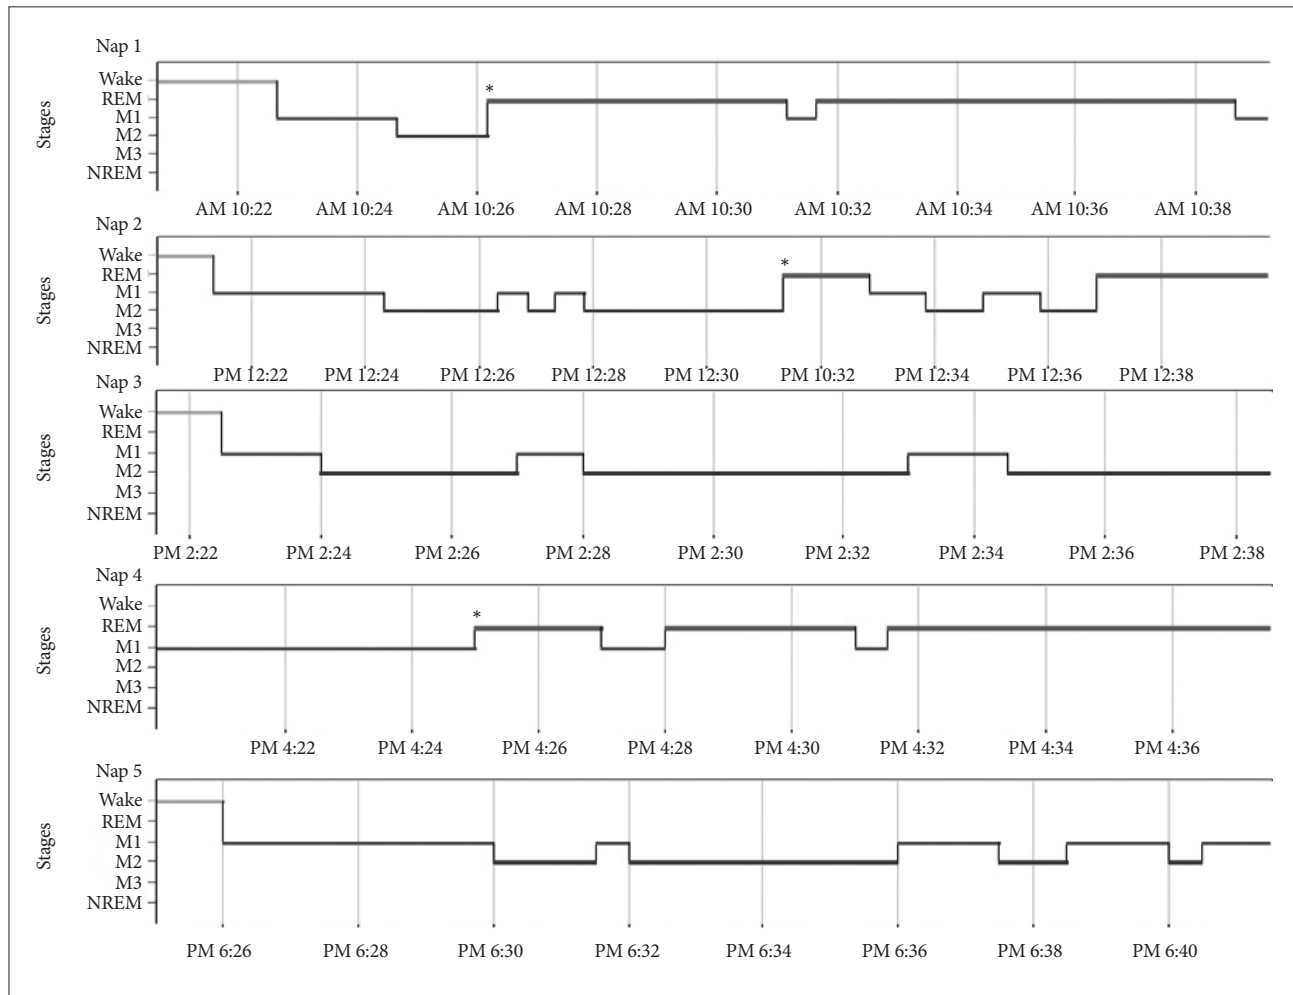 Nap 1
Stages
Wake
REM
M1
M2
M3
NREM
*
AM 10:22 AM 10:24 AM 10:26 AM 10:28 AM 10:30 AM 10:32 AM 10:34 AM 10:36 AM 10:38
Nap 2
Stages
Wake
REM
M1
M2
M3
NREM
*
PM 12:22 PM 12:24 PM 12:26 PM 12:28 PM 12:30 PM 10:32 PM 12:34 PM 12:36 PM 12:38
Nap 3
Stages
Wake
REM
M1
M2
M3
NREM
PM 2:22 PM 2:24 PM 2:26 PM 2:28 PM 2:30 PM 2:32 PM 2:34 PM 2:36 PM 2:38
Nap 4
Stages
Wake
REM
M1
M2
M3
NREM
*
PM 4:22 PM 4:24 PM 4:26 PM 4:28 PM 4:30 PM 4:32 PM 4:34 PM 4:36
Nap 5
Stages
Wake
REM
M1
M2
M3
NREM
PM 6:26 PM 6:28 PM 6:30 PM 6:32 PM 6:34 PM 6:36 PM 6:38 PM 6:40